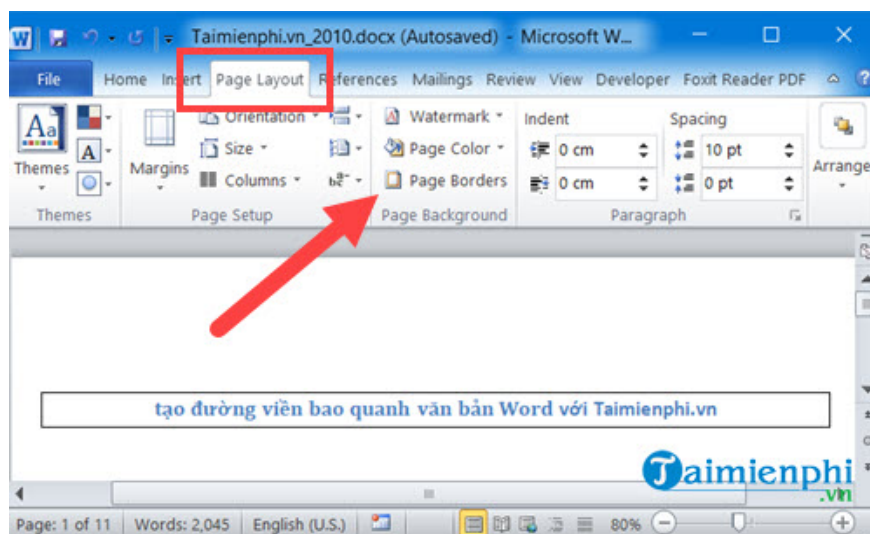 Taimienphi.vn_2010.docx (Autosaved) - Microsoft W...
File Home Insert Page Layout References Mailings Review View Developer Foxit Reader PDF
Orientation Watermark Indent Spacing
Size Page Color 0 cm 10 pt
Themes Margins Columns Page Borders 0 cm 0 pt Arrange
Themes Page Setup Page Background Paragraph
tạo đường viền bao quanh văn bản Word với Taimienphi.vn
Taimienphi
.vn
Page: 1 of 11 Words: 2,045 English (U.S.) 80%